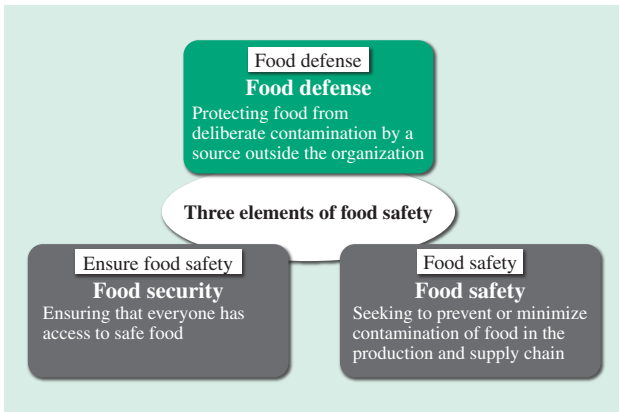 Food defense
Food defense
Protecting food from
deliberate contamination by a
source outside the organization
Three elements of food safety
Ensure food safety
Food security
Ensuring that everyone has
access to safe food
Food safety
Food safety
Seeking to prevent or minimize
contamination of food in the
production and supply chain